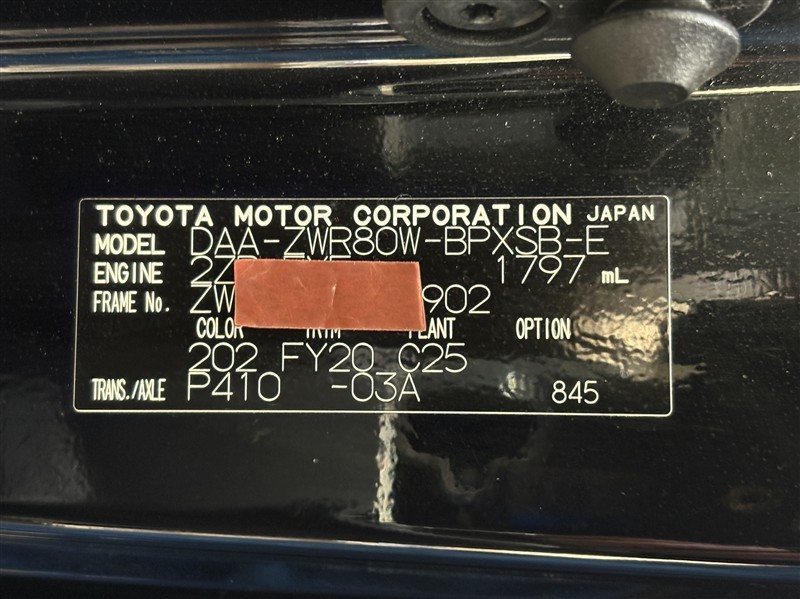 TOYOTA MOTOR CORPORATION JAPAN
MODEL DAA-ZWR80W-BPXSB-E
ENGINE 1797 mL
FRAME No. ZW 902
COLOR PLANT OPTION
202 FY20 C25
TRANS./AXLE P410 -03A 845